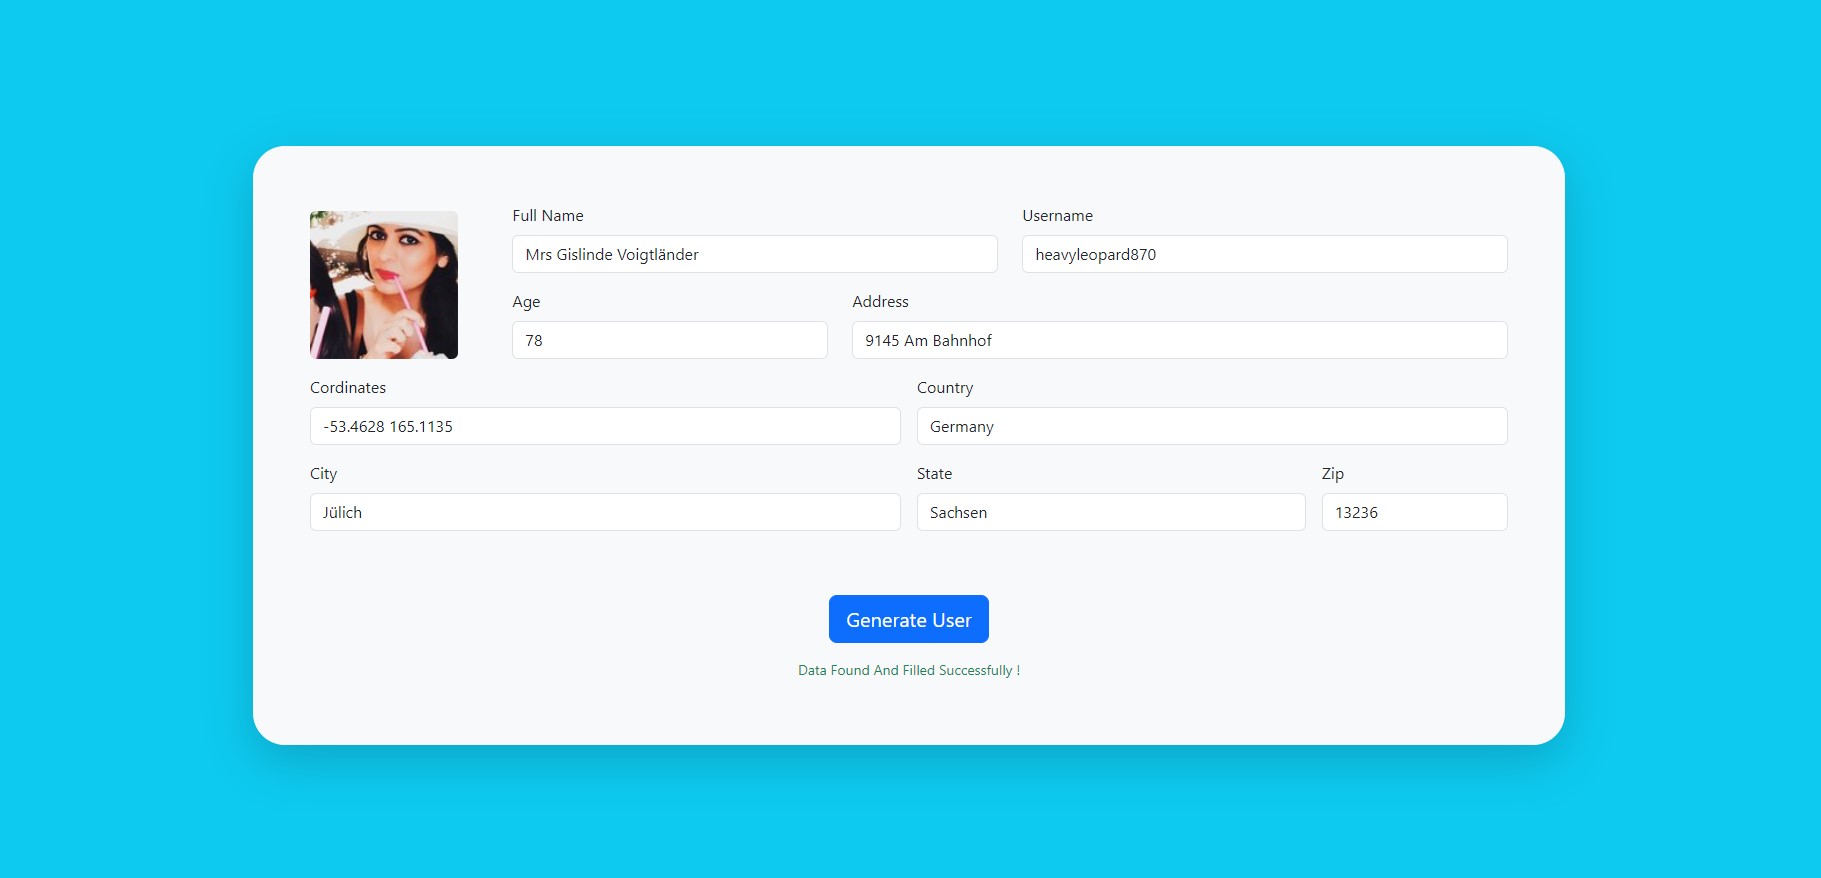 Full Name
Username
Mrs Gislinde Voigtländer
heavyleopard870
Age
Address
78
9145 Am Bahnhof
Cordinates
Country
-53.4628 165.1135
Germany
City
State
Zip
Jülich
Sachsen
13236
Generate User
Data Found And Filled Successfully !